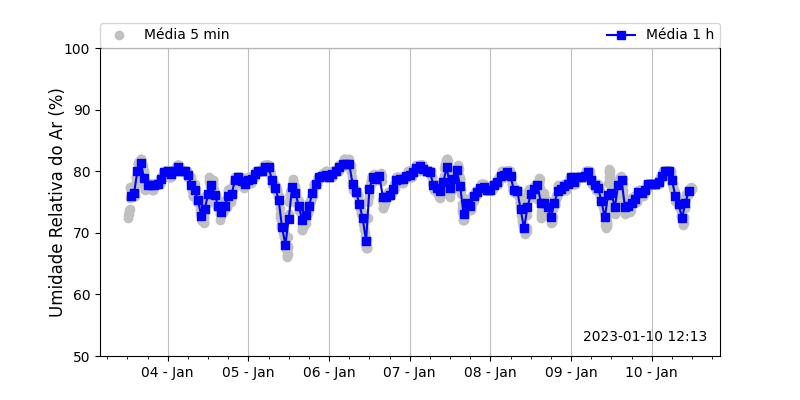 Média 5 min
Média 1 h
Umidade Relativa do Ar (%)
100
90
80
70
60
50
2023-01-10 12:13
04 - Jan
05 - Jan
06 - Jan
07 - Jan
08 - Jan
09 - Jan
10 - Jan